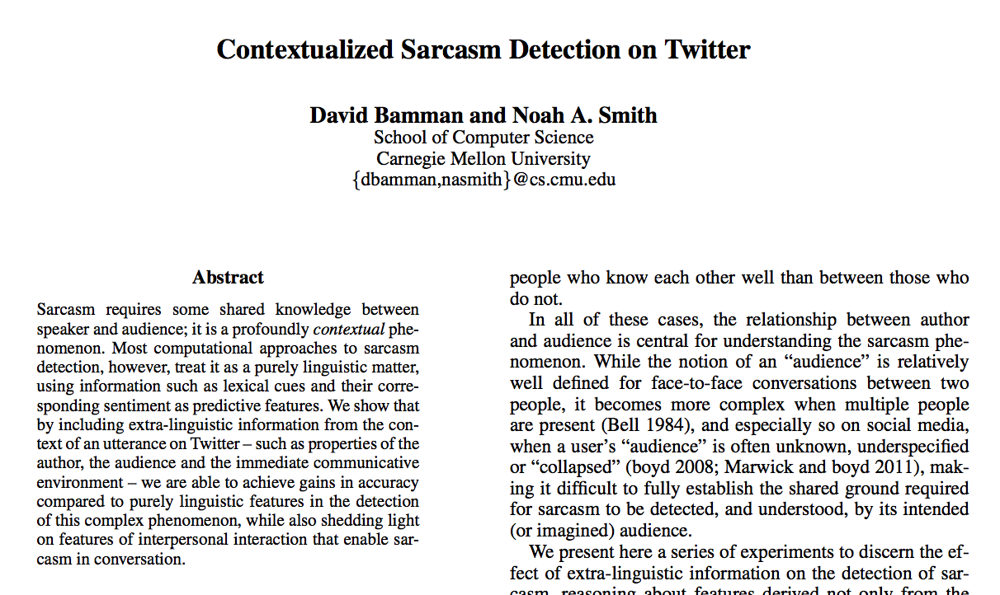 Contextualized Sarcasm Detection on Twitter
David Bamman and Noah A. Smith
School of Computer Science
Carnegie Mellon University
{dbamman,nasmith}@cs.cmu.edu
Abstract
Sarcasm requires some shared knowledge between
speaker and audience; it is a profoundly contextual phe-
nomenon. Most computational approaches to sarcasm
detection, however, treat it as a purely linguistic matter,
using information such as lexical cues and their corre-
sponding sentiment as predictive features. We show that
by including extra-linguistic information from the con-
text of an utterance on Twitter – such as properties of the
author, the audience and the immediate communicative
environment – we are able to achieve gains in accuracy
compared to purely linguistic features in the detection
of this complex phenomenon, while also shedding light
on features of interpersonal interaction that enable sar-
casm in conversation.
people who know each other well than between those who
do not.
In all of these cases, the relationship between author
and audience is central for understanding the sarcasm phe-
nomenon. While the notion of an “audience” is relatively
well defined for face-to-face conversations between two
people, it becomes more complex when multiple people
are present (Bell 1984), and especially so on social media,
when a user’s “audience” is often unknown, underspecified
or “collapsed” (boyd 2008; Marwick and boyd 2011), mak-
ing it difficult to fully establish the shared ground required
for sarcasm to be detected, and understood, by its intended
(or imagined) audience.
We present here a series of experiments to discern the ef-
fect of extra-linguistic information on the detection of sar-
casm, reasoning about features derived not only from the